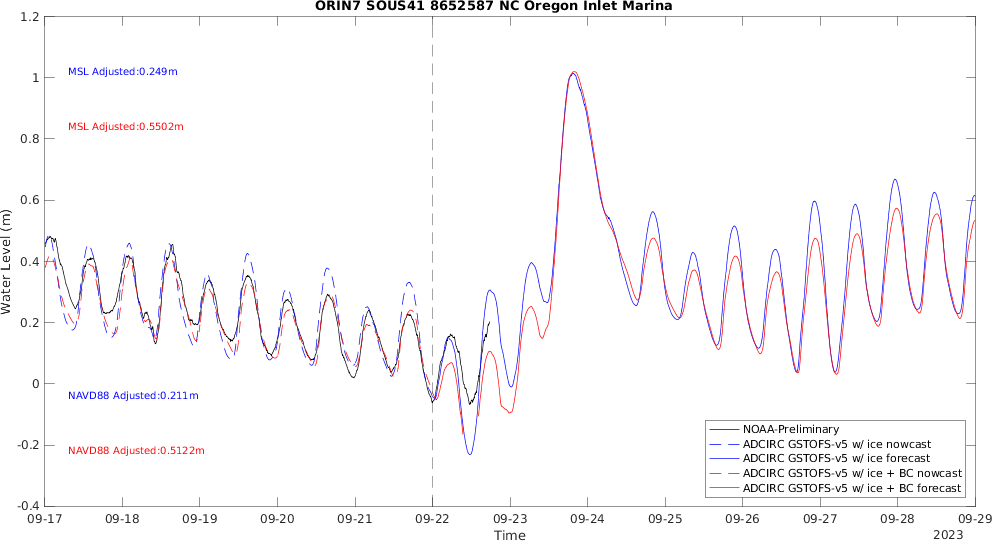 ORIN7 SOUS41 8652587 NC Oregon Inlet Marina
1.2
1
0.8
0.6
0.4
0.2
0
-0.2
-0.4
Water Level (m)
MSL Adjusted:0.249m
MSL Adjusted:0.5502m
NAVD88 Adjusted:0.211m
NAVD88 Adjusted:0.5122m
NOAA-Preliminary
ADCIRC GSTOFS-v5 w/ ice nowcast
ADCIRC GSTOFS-v5 w/ ice forecast
ADCIRC GSTOFS-v5 w/ ice + BC nowcast
ADCIRC GSTOFS-v5 w/ ice + BC forecast
09-17 09-18 09-19 09-20 09-21 09-22 09-23 09-24 09-25 09-26 09-27 09-28 09-29
Time
2023